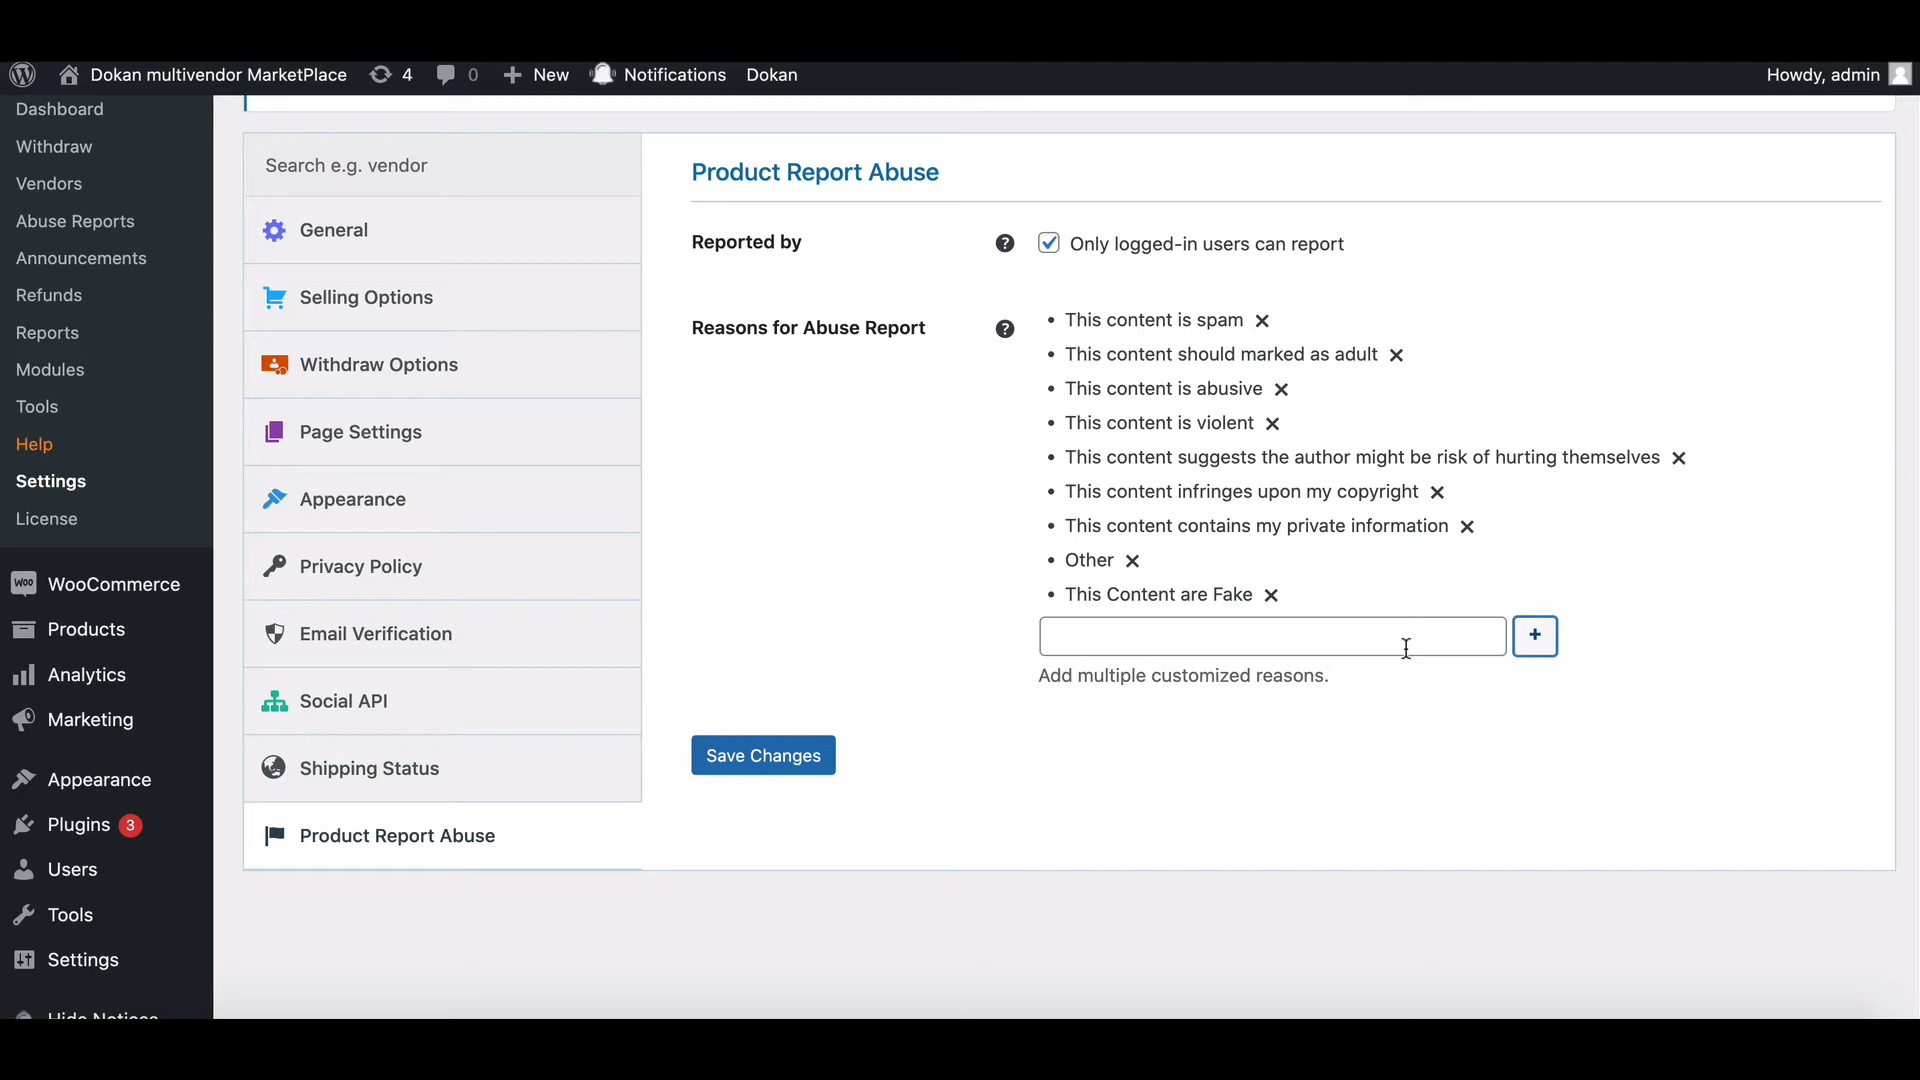 Dokan multivendor MarketPlace 4 0 New Notifications Dokan Howdy, admin
Dashboard
Withdraw
Vendors
Abuse Reports
Announcements
Refunds
Reports
Modules
Tools
Help
Settings
License
WOO WooCommerce
Products
Analytics
Marketing
Appearance
Plugins 3
Users
Tools
Settings
Hide Notices
Search e.g. vendor
General
Selling Options
Withdraw Options
Page Settings
Appearance
Privacy Policy
Email Verification
Social API
Shipping Status
Product Report Abuse
Product Report Abuse
Reported by ? Only logged-in users can report
Reasons for Abuse Report ?
• This content is spam ×
• This content should marked as adult ×
• This content is abusive ×
• This content is violent ×
• This content suggests the author might be risk of hurting themselves ×
• This content infringes upon my copyright ×
• This content contains my private information ×
• Other ×
• This Content are Fake ×
+
Add multiple customized reasons.
Save Changes